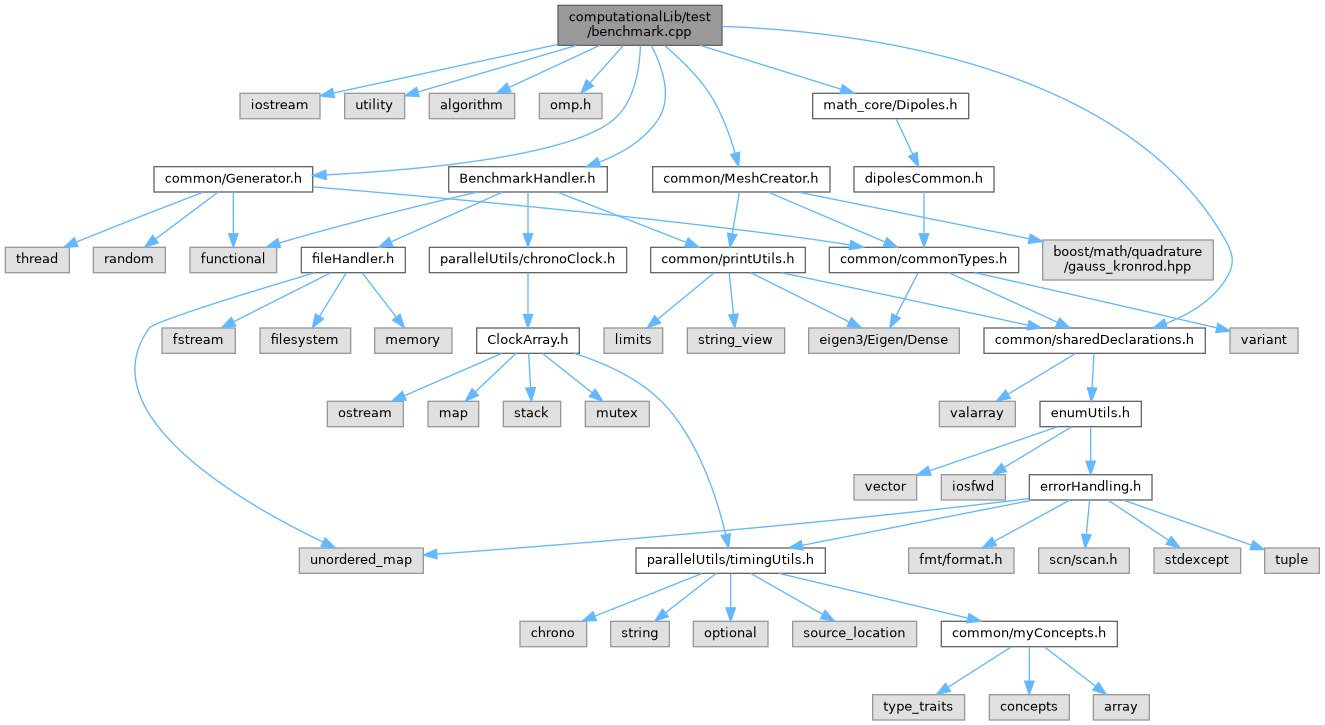 computationalLib/test
/benchmark.cpp
iostream
utility
algorithm
omp.h
math_core/Dipoles.h
common/Generator.h
BenchmarkHandler.h
common/MeshCreator.h
dipolesCommon.h
thread
random
functional
fileHandler.h
parallelUtils/chronoClock.h
common/printUtils.h
common/commonTypes.h
boost/math/quadrature
/gauss_kronrod.hpp
fstream
filesystem
memory
ClockArray.h
limits
string_view
eigen3/Eigen/Dense
common/sharedDeclarations.h
variant
ostream
map
stack
mutex
valarray
enumUtils.h
vector
iosfwd
errorHandling.h
unordered_map
parallelUtils/timingUtils.h
fmt/format.h
scn/scan.h
stdexcept
tuple
chrono
string
optional
source_location
common/myConcepts.h
type_traits
concepts
array